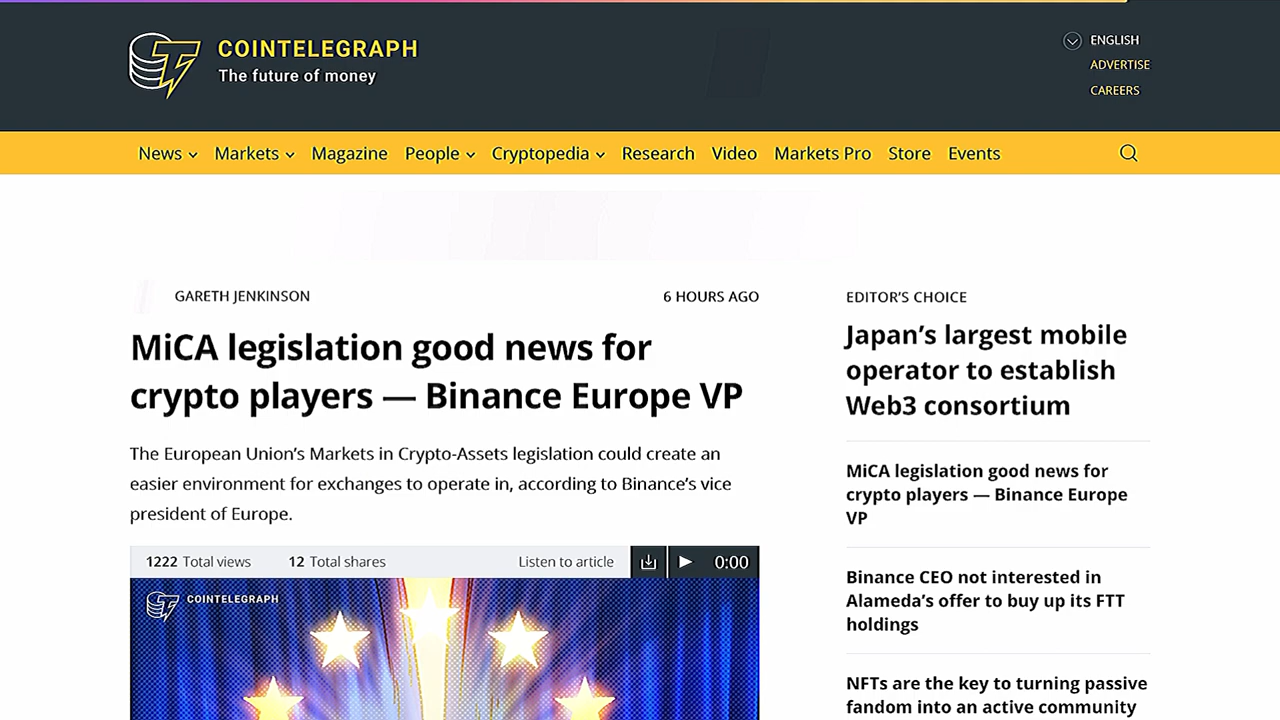 COINTELEGRAPH
The future of money
ENGLISH
ADVERTISE
CAREERS
News Markets Magazine People Cryptopedia Research Video Markets Pro Store Events
GARETH JENKINSON
6 HOURS AGO
MiCA legislation good news for
crypto players — Binance Europe VP
The European Union’s Markets in Crypto-Assets legislation could create an
easier environment for exchanges to operate in, according to Binance’s vice
president of Europe.
1222 Total views 12 Total shares Listen to article 0:00
COINTELEGRAPH
EDITOR’S CHOICE
Japan’s largest mobile
operator to establish
Web3 consortium
MiCA legislation good news for
crypto players — Binance Europe
VP
Binance CEO not interested in
Alameda’s offer to buy up its FTT
holdings
NFTs are the key to turning passive
fandom into an active community